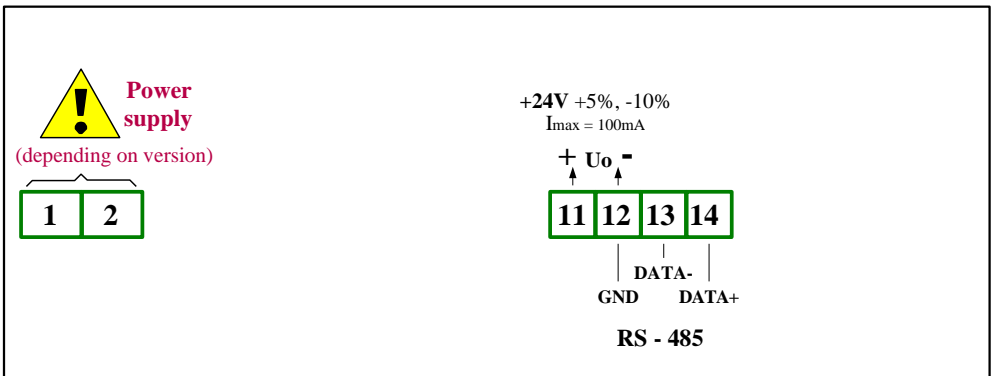 Power
supply
(depending on version)
1 2
+24V +5%, -10%
Imax = 100mA
+ Uo -
11 12 13 14
DATA-
GND DATA+
RS - 485